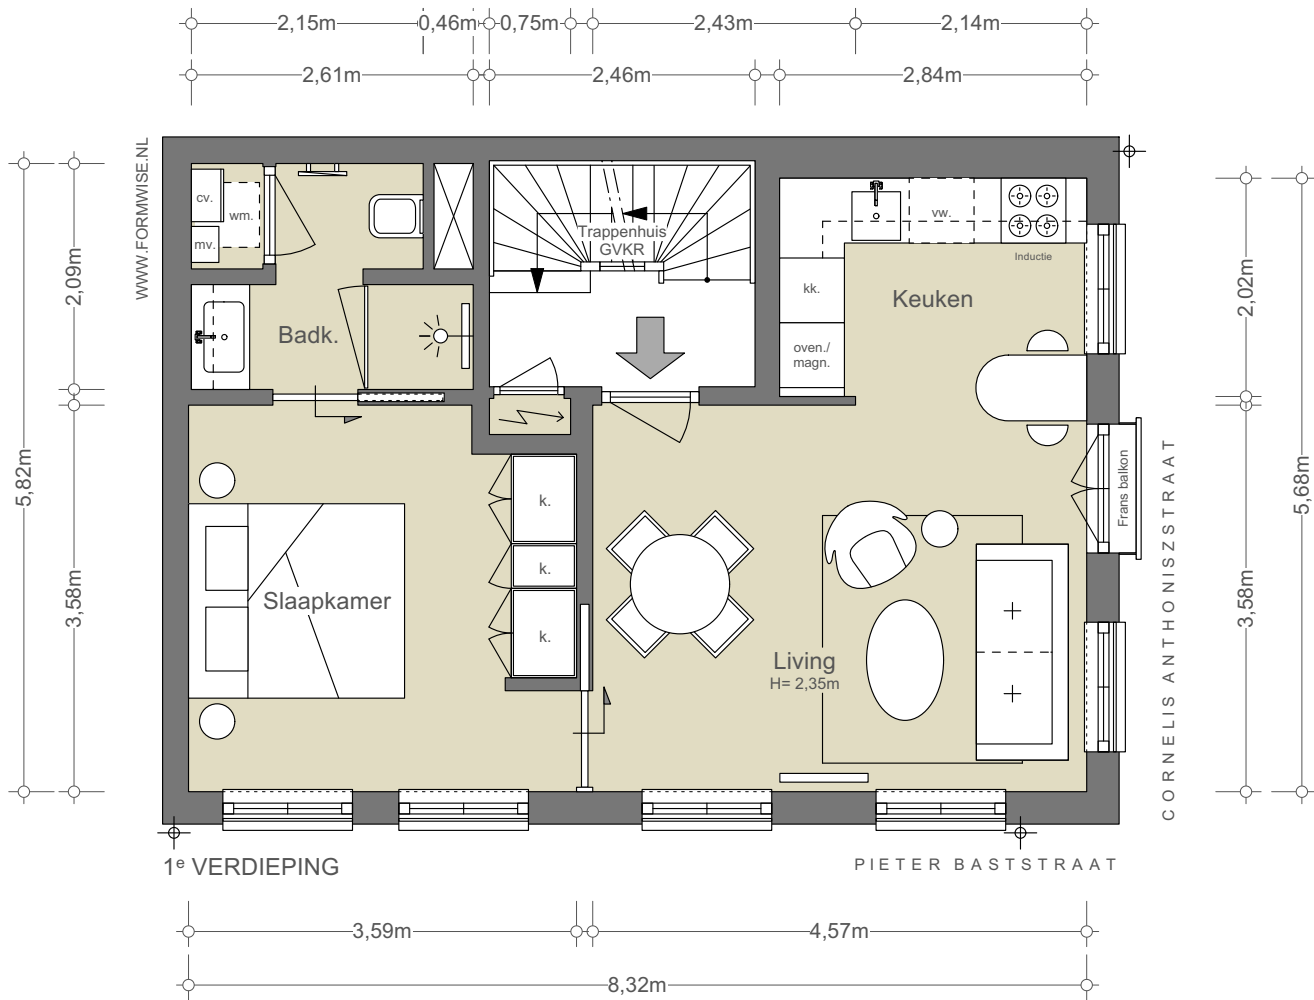 2,15m 0,46m 0,75m 2,43m 2,14m
2,61m 2,46m 2,84m
WWW.FORMWISE.NL
cv.
wm.
mv.
Trappenhuis
GVKR
vw.
Inductie
kk.
Keuken
oven./
magn.
Badk.
2,09m
5,82m
3,58m
2,02m
5,68m
3,58m
Frans balkon
CORNELIS ANTHONISZSTRAAT
k.
k.
k.
Slaapkamer
Living
H= 2,35m
1e VERDIEPING
PIETER BASTSTRAAT
3,59m 4,57m
8,32m